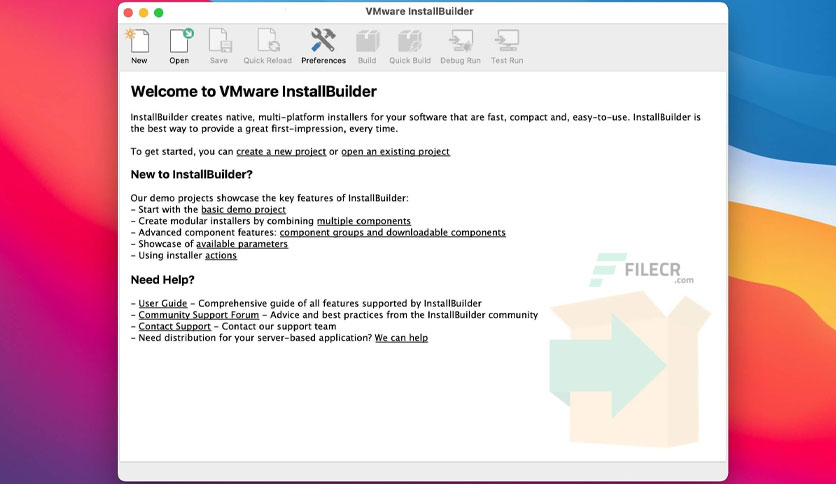 VMware InstallBuilder
New Open Save Quick Reload Preferences Build Quick Build Debug Run Test Run
Welcome to VMware InstallBuilder
InstallBuilder creates native, multi-platform installers for your software that are fast, compact and, easy-to-use. InstallBuilder is
the best way to provide a great first-impression, every time.
To get started, you can create a new project or open an existing project
New to InstallBuilder?
Our demo projects showcase the key features of InstallBuilder:
- Start with the basic demo project
- Create modular installers by combining multiple components
- Advanced component features: component groups and downloadable components
- Showcase of available parameters
- Using installer actions
FILECR
.com
Need Help?
- User Guide - Comprehensive guide of all features supported by InstallBuilder
- Community Support Forum - Advice and best practices from the InstallBuilder community
- Contact Support - Contact our support team
- Need distribution for your server-based application? We can help